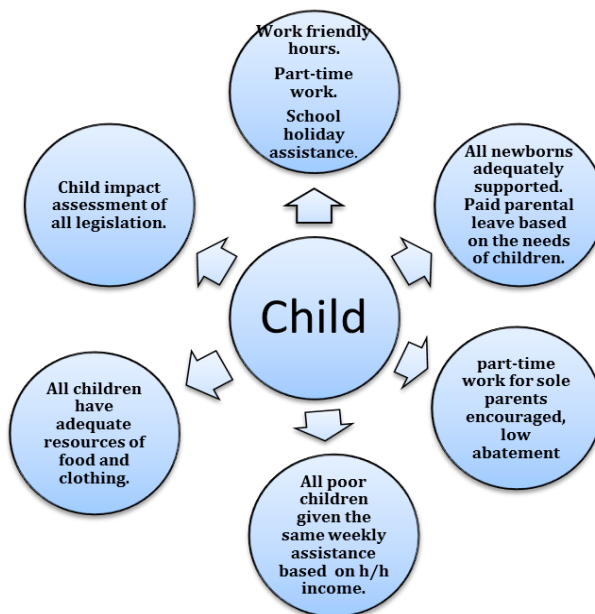 Work friendly
hours.
Part-time
work.
School
holiday
assistance.
All newborns
adequately
supported.
Paid parental
leave based
on the needs
of children.
Child impact
assessment of
all legislation.
Child
part-time
work for sole
parents
encouraged,
low
abatement
All children
have
adequate
resources of
food and
clothing.
All poor
children
given the
same weekly
assistance
based on h/h
income.